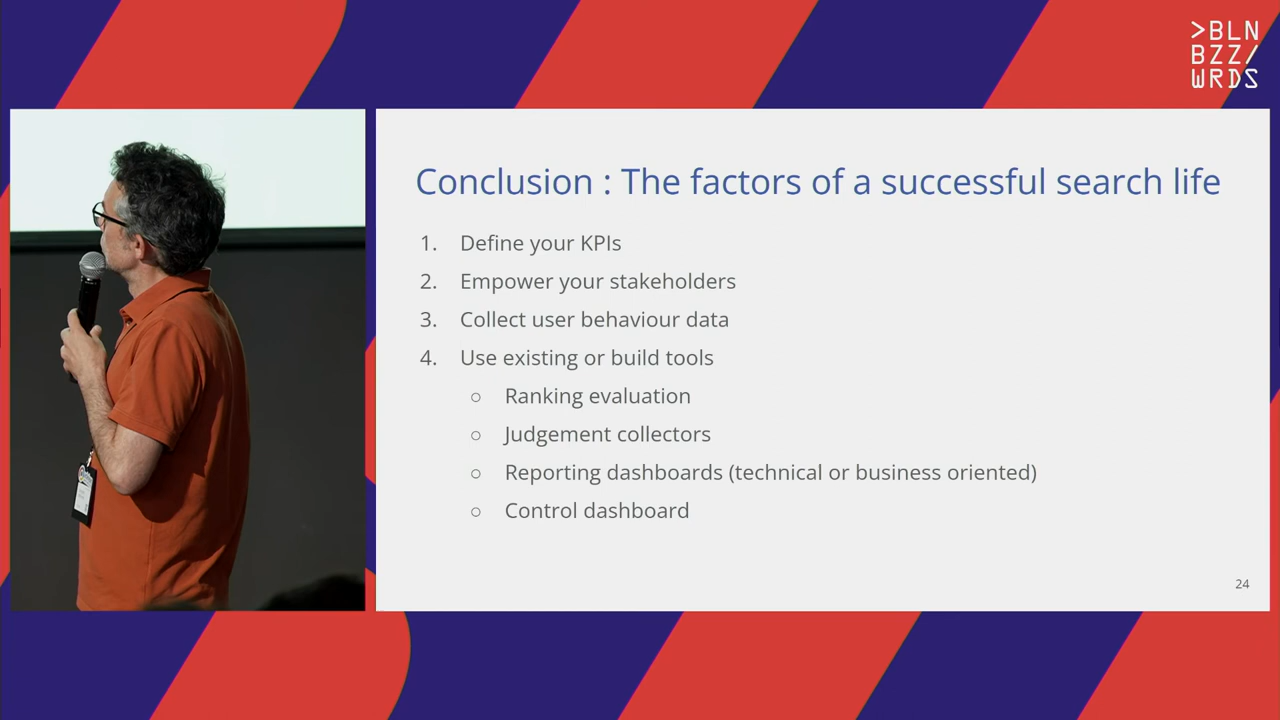 >BLN
BZZ/
WRDS
Conclusion : The factors of a successful search life
1. Define your KPIs
2. Empower your stakeholders
3. Collect user behaviour data
4. Use existing or build tools
○ Ranking evaluation
○ Judgement collectors
○ Reporting dashboards (technical or business oriented)
○ Control dashboard
24